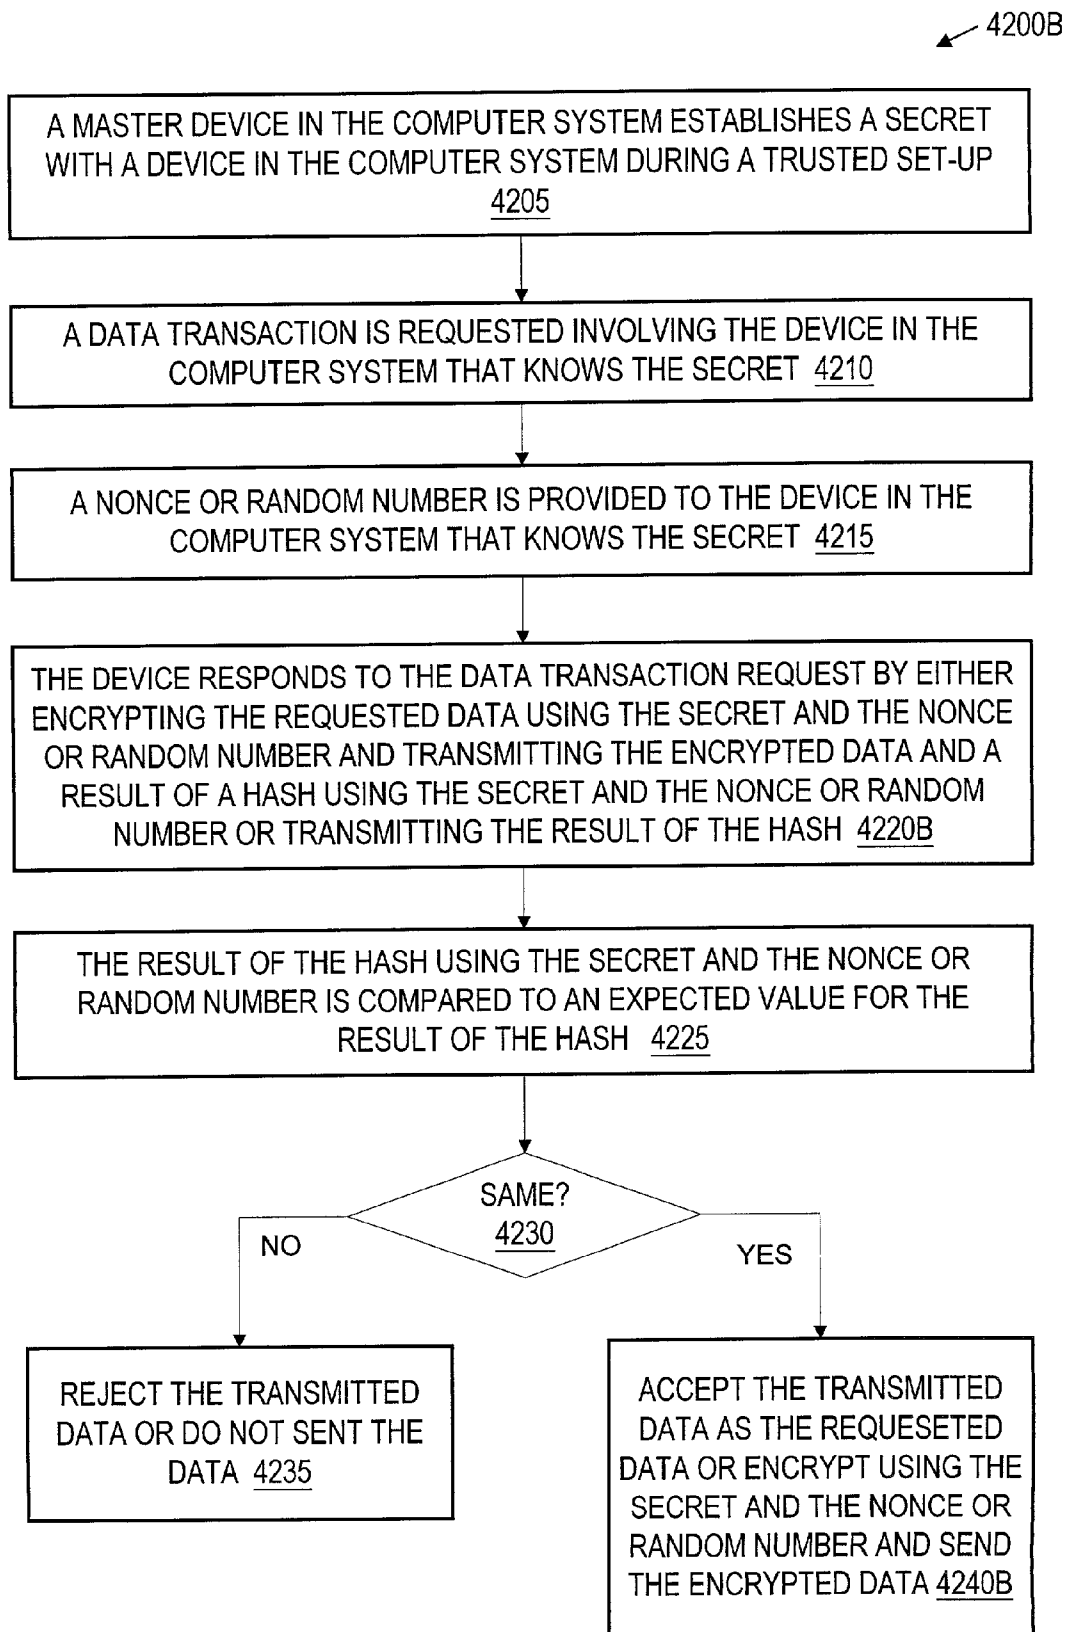 4200B
A MASTER DEVICE IN THE COMPUTER SYSTEM ESTABLISHES A SECRET
WITH A DEVICE IN THE COMPUTER SYSTEM DURING A TRUSTED SET-UP
4205
A DATA TRANSACTION IS REQUESTED INVOLVING THE DEVICE IN THE
COMPUTER SYSTEM THAT KNOWS THE SECRET 4210
A NONCE OR RANDOM NUMBER IS PROVIDED TO THE DEVICE IN THE
COMPUTER SYSTEM THAT KNOWS THE SECRET 4215
THE DEVICE RESPONDS TO THE DATA TRANSACTION REQUEST BY EITHER
ENCRYPTING THE REQUESTED DATA USING THE SECRET AND THE NONCE
OR RANDOM NUMBER AND TRANSMITTING THE ENCRYPTED DATA AND A
RESULT OF A HASH USING THE SECRET AND THE NONCE OR RANDOM
NUMBER OR TRANSMITTING THE RESULT OF THE HASH 4220B
THE RESULT OF THE HASH USING THE SECRET AND THE NONCE OR
RANDOM NUMBER IS COMPARED TO AN EXPECTED VALUE FOR THE
RESULT OF THE HASH 4225
SAME?
4230
NO
YES
REJECT THE TRANSMITTED
DATA OR DO NOT SENT THE
DATA 4235
ACCEPT THE TRANSMITTED
DATA AS THE REQUESETED
DATA OR ENCRYPT USING THE
SECRET AND THE NONCE OR
RANDOM NUMBER AND SEND
THE ENCRYPTED DATA 4240B